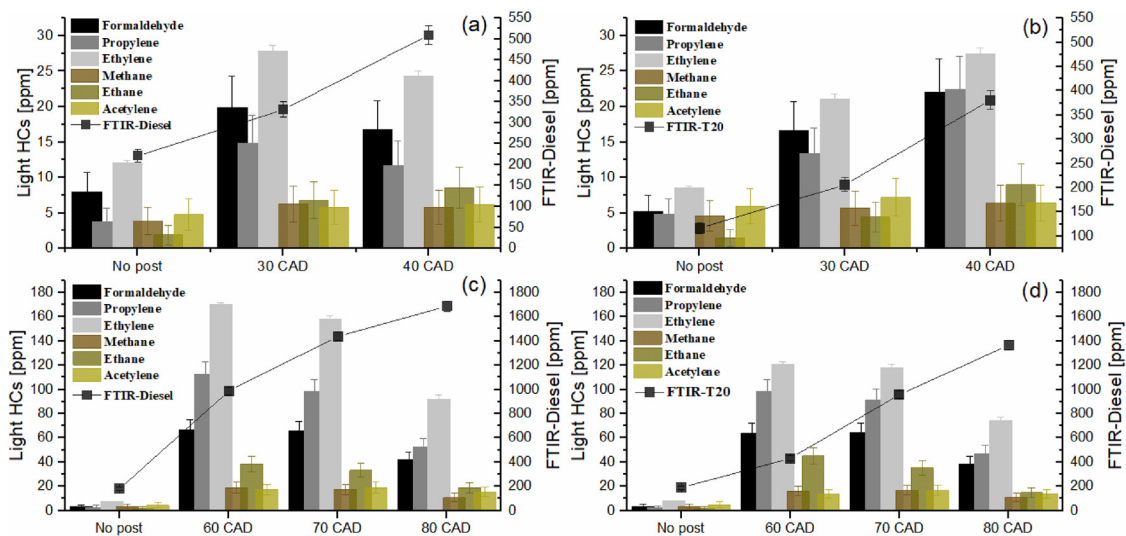 (a)
Formaldehyde
Propylene
Ethylene
Methane
Ethane
Acetylene
FTIR-Diesel
Light HCs [ppm]
30
25
20
15
10
5
0
No post 30 CAD 40 CAD
550
500
450
400
350
300
250
200
150
100
50
0
FTIR-Diesel [ppm]
(b)
Formaldehyde
Propylene
Ethylene
Methane
Ethane
Acetylene
FTIR-T20
Light HCs [ppm]
30
25
20
15
10
5
0
No post 30 CAD 40 CAD
550
500
450
400
350
300
250
200
150
100
FTIR-Diesel [ppm]
(c)
Formaldehyde
Propylene
Ethylene
Methane
Ethane
Acetylene
FTIR-Diesel
Light HCs [ppm]
180
160
140
120
100
80
60
40
20
0
No post 60 CAD 70 CAD 80 CAD
1800
1600
1400
1200
1000
800
600
400
200
0
FTIR-Diesel [ppm]
(d)
Formaldehyde
Propylene
Ethylene
Methane
Ethane
Acetylene
FTIR-T20
Light HCs [ppm]
180
160
140
120
100
80
60
40
20
0
No post 60 CAD 70 CAD 80 CAD
1800
1600
1400
1200
1000
800
600
400
200
0
FTIR-Diesel [ppm]